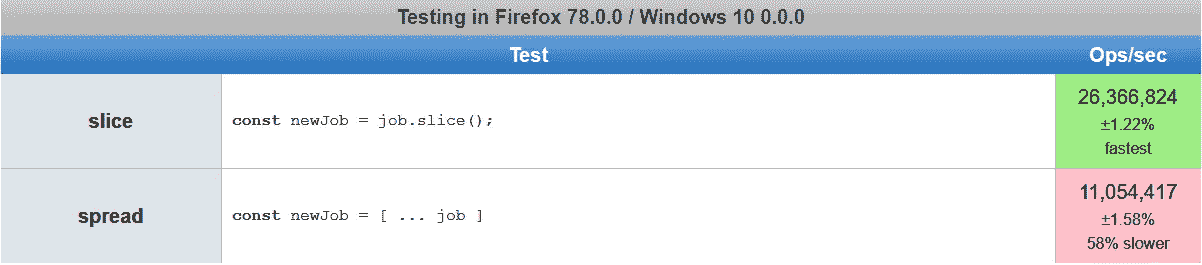 Testing in Firefox 78.0.0 / Windows 10 0.0.0
Test Ops/sec
slice const newJob = job.slice(); 26,366,824
±1.22%
fastest
spread const newJob = [ ... job ] 11,054,417
±1.58%
58% slower